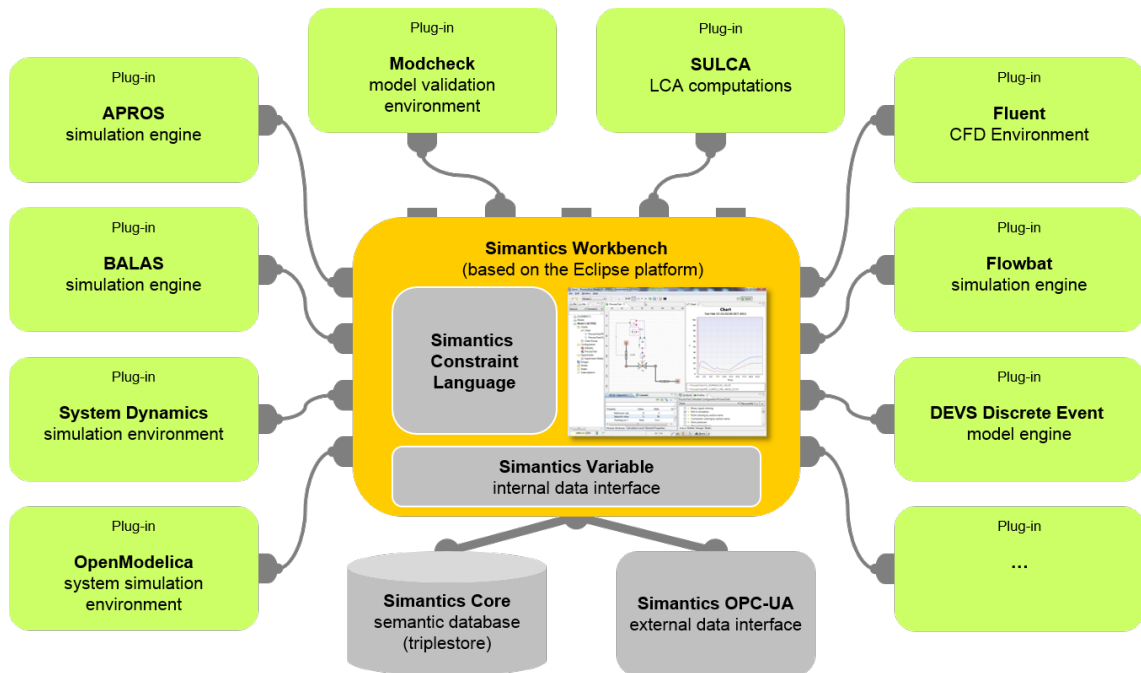 Plug-in
Modcheck
model validation
environment
Plug-in
SULCA
LCA computations
Plug-in
APROS
simulation engine
Plug-in
Fluent
CFD Environment
Plug-in
BALAS
simulation engine
Simantics Workbench
(based on the Eclipse platform)
Plug-in
Flowbat
simulation engine
Simantics
Constraint
Language
Chart
Plug-in
System Dynamics
simulation environment
Plug-in
DEVS Discrete Event
model engine
Simantics Variable
internal data interface
Plug-in
OpenModelica
system simulation
environment
Plug-in
...
Simantics Core
semantic database
(triplestore)
Simantics OPC-UA
external data interface